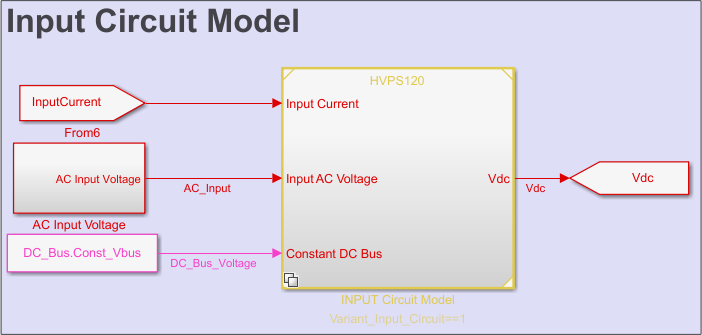 Input Circuit Model
HVPS120
InputCurrent
Input Current
From6
AC Input Voltage
AC_Input
Input AC Voltage
Vdc
Vdc
Vdc
AC Input Voltage
DC_Bus.Const_Vbus
DC_Bus_Voltage
Constant DC Bus
INPUT Circuit Model
Variant_Input_Circuit==1